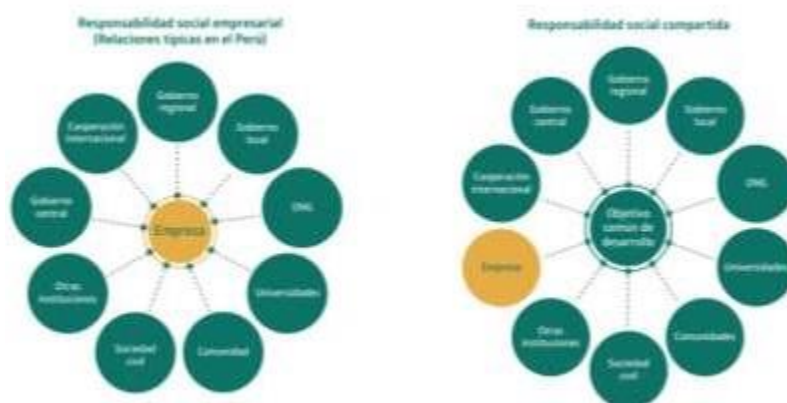 Responsabilidad social empresarial
(Relaciones típicas en el Perú)
Gobierno
regional
Gobierno
local
ONG
Universidades
Comunidad
Sociedad
civil
Otras
instituciones
Gobierno
central
Cooperación
internacional
Empresa
Responsabilidad social compartida
Gobierno
regional
Gobierno
local
ONG
Universidades
Comunidades
Sociedad
civil
Otras
instituciones
Empresa
Cooperación
internacional
Gobierno
central
Objetivo
común de
desarrollo